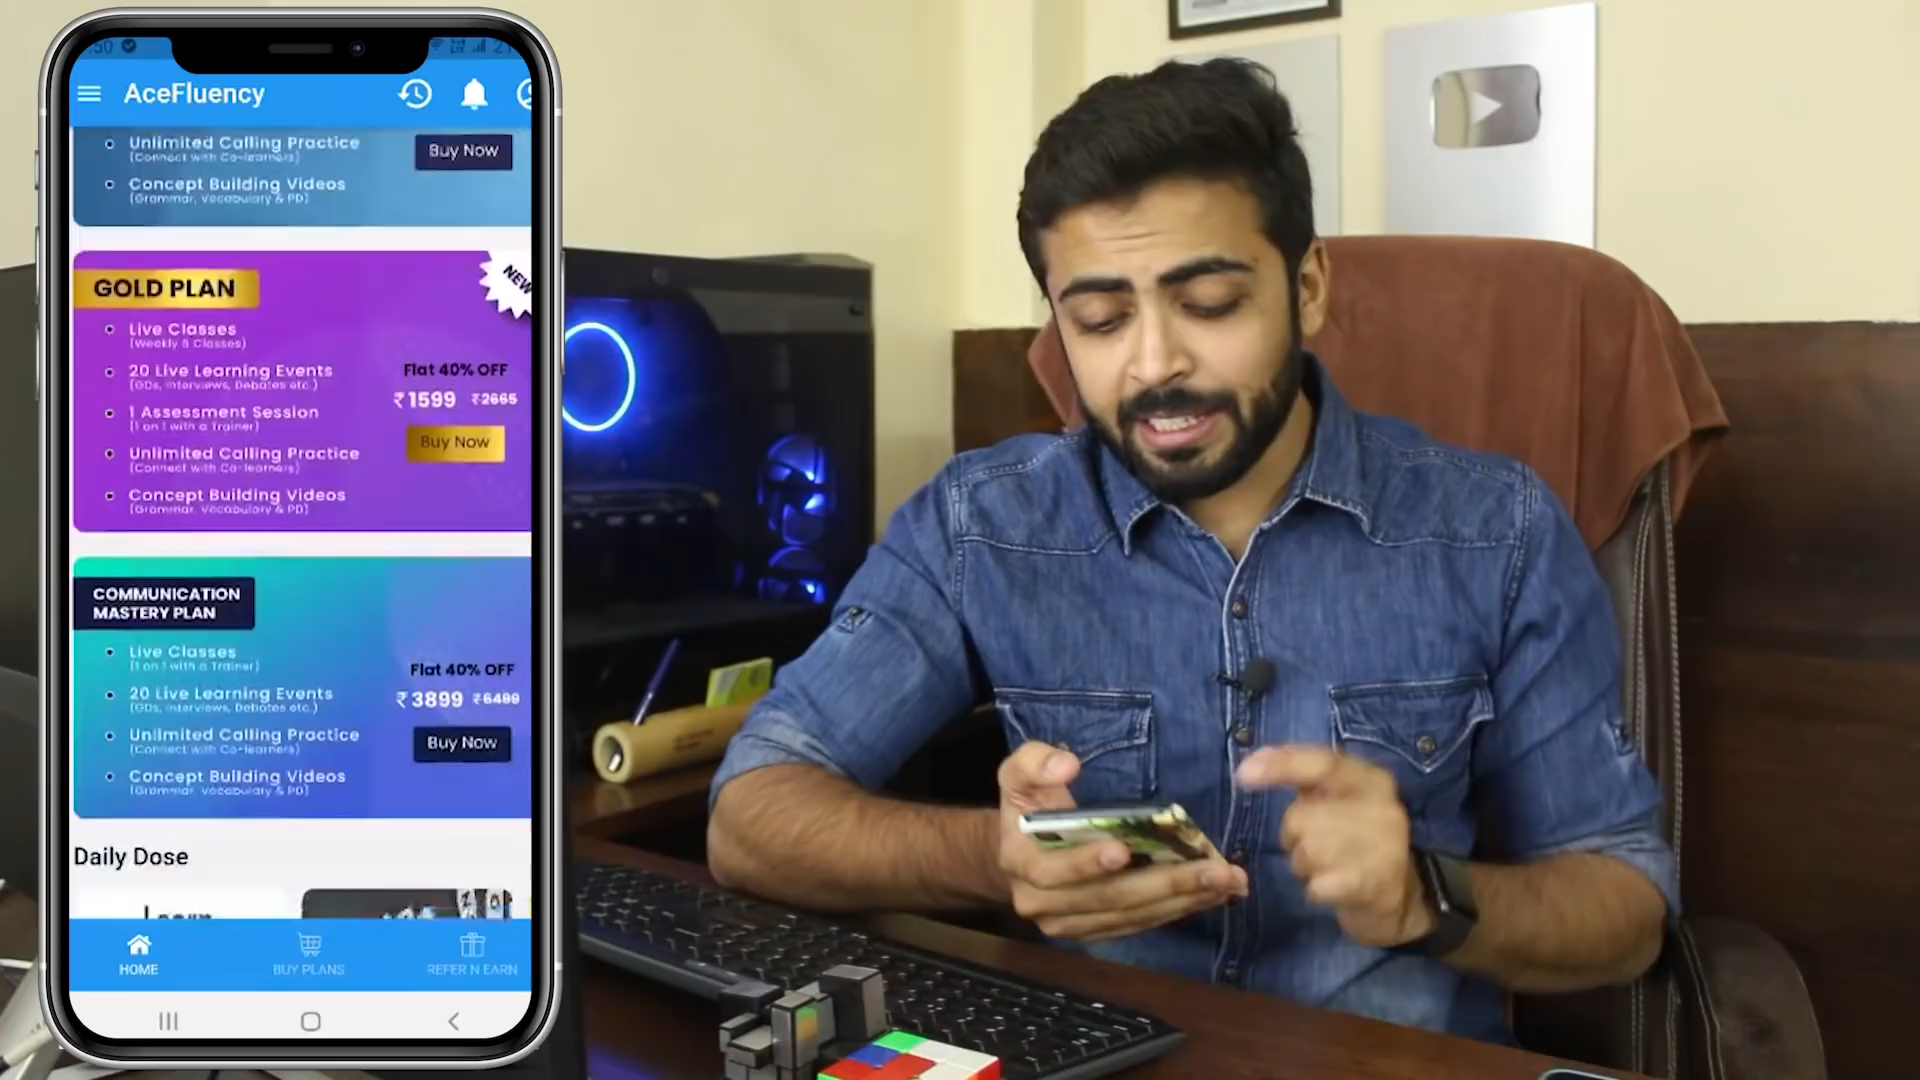 AceFluency
Unlimited Calling Practice
(Connect with Co-learners)
Buy Now
Concept Building Videos
(Grammar, Vocabulary & PD)
NEW
GOLD PLAN
Live Classes
(Weekly 5 Classes)
20 Live Learning Events
(GDs, Interviews, Debates etc.)
Flat 40% OFF
₹1599 ₹2665
1 Assessment Session
(1 on 1 with a Trainer)
Buy Now
Unlimited Calling Practice
(Connect with Co-learners)
Concept Building Videos
(Grammar, Vocabulary & PD)
COMMUNICATION
MASTERY PLAN
Live Classes
(1 on 1 with a Trainer)
Flat 40% OFF
20 Live Learning Events
(GDs, Interviews, Debates etc.)
₹3899 ₹6499
Unlimited Calling Practice
(Connect with Co-learners)
Buy Now
Concept Building Videos
(Grammar, Vocabulary & PD)
Daily Dose
Learn
HOME
BUY PLANS
REFER N EARN